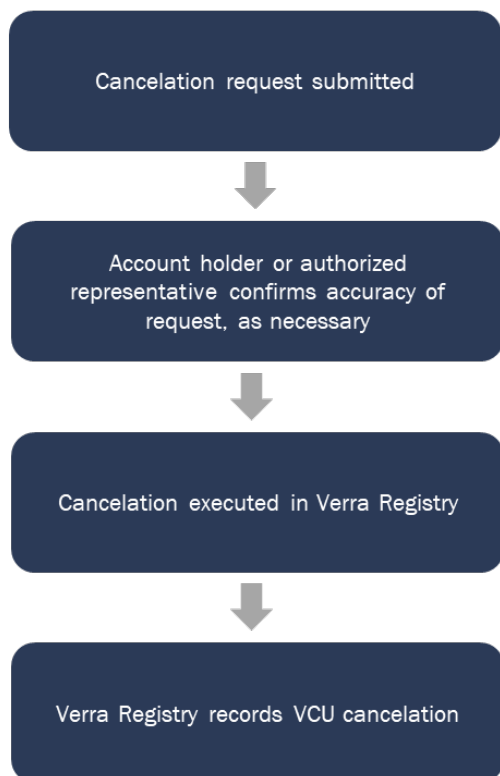 Cancelation request submitted
Account holder or authorized
representative confirms accuracy of
request, as necessary
Cancelation executed in Verra Registry
Verra Registry records VCU cancelation